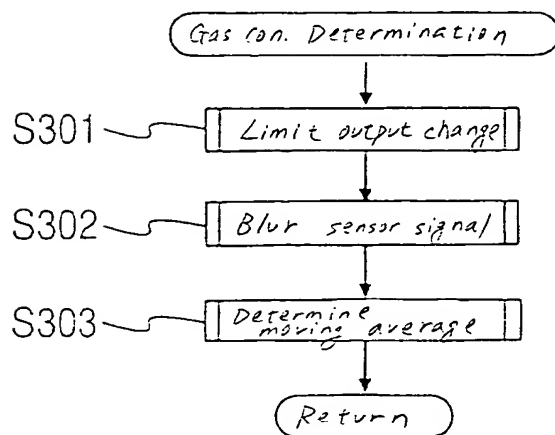 Gas con. Determination
S301
Limit output change
S302
Blur sensor signal
S303
Determine
moving average
Return